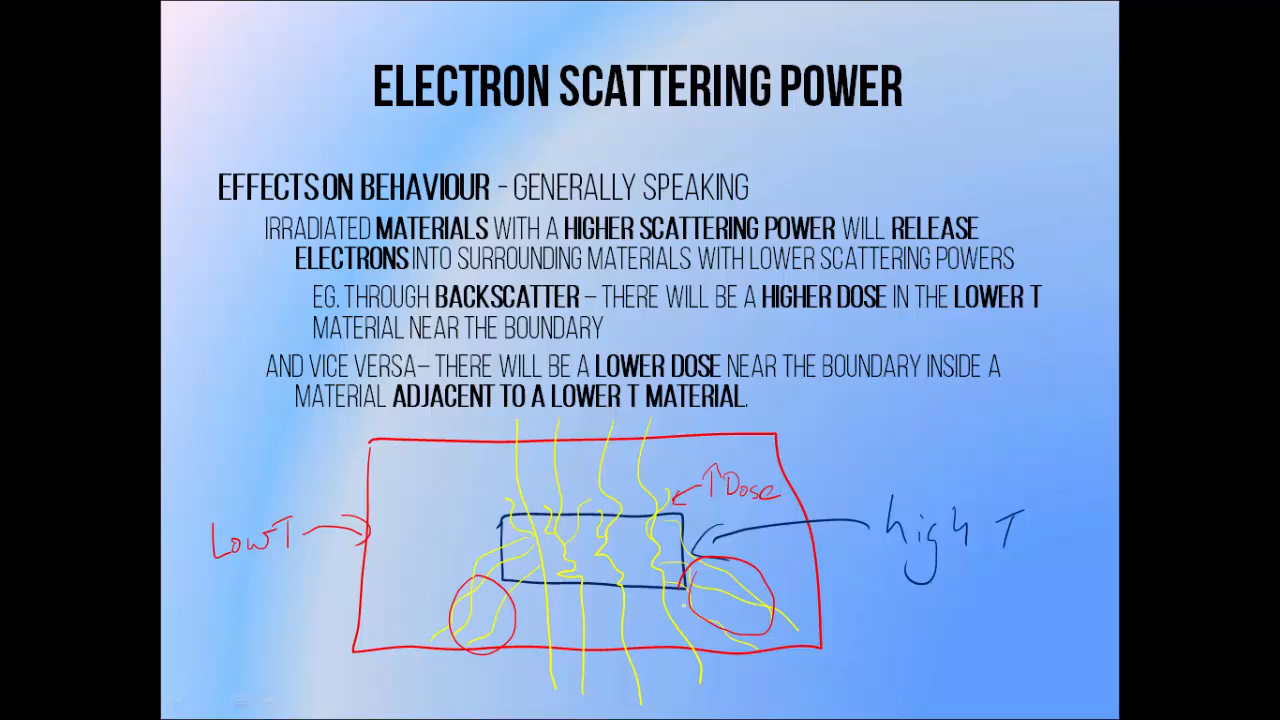 ELECTRON SCATTERING POWER
EFFECTS ON BEHAVIOUR - GENERALLY SPEAKING
IRRADIATED MATERIALS WITH A HIGHER SCATTERING POWER WILL RELEASE
ELECTRONS INTO SURROUNDING MATERIALS WITH LOWER SCATTERING POWERS
EG. THROUGH BACKSCATTER – THERE WILL BE A HIGHER DOSE IN THE LOWER T
MATERIAL NEAR THE BOUNDARY
AND VICE VERSA– THERE WILL BE A LOWER DOSE NEAR THE BOUNDARY INSIDE A
MATERIAL ADJACENT TO A LOWER T MATERIAL.
↑Dose
Low T
high T